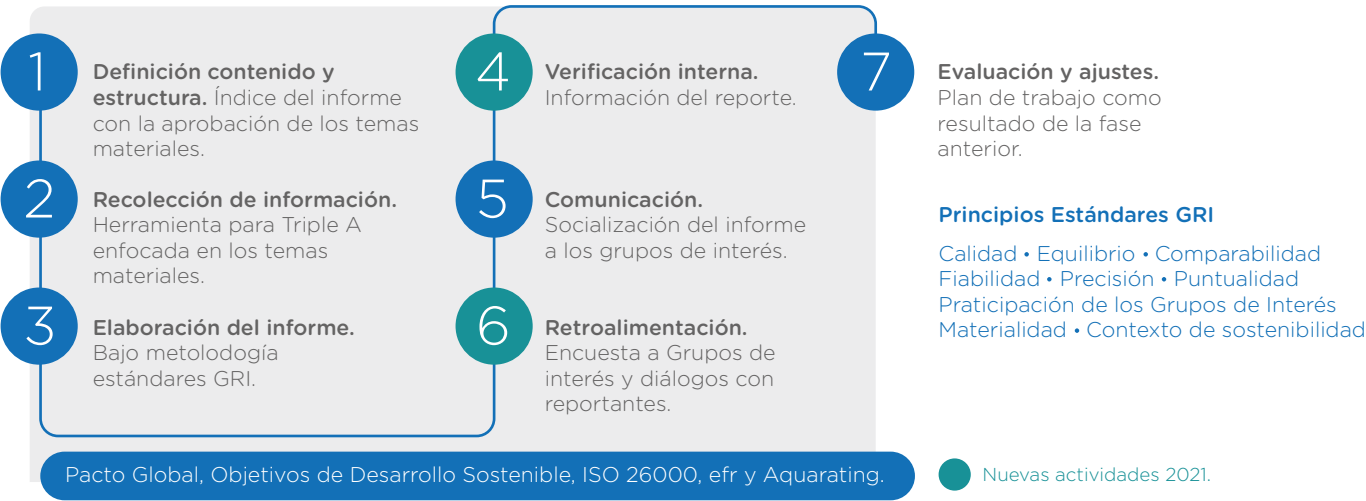 1
Definición contenido y
estructura. Índice del informe
con la aprobación de los temas
materiales.
2
Recolección de información.
Herramienta para Triple A
enfocada en los temas
materiales.
3
Elaboración del informe.
Bajo metolodogía
estándares GRI.
4
Verificación interna.
Información del reporte.
5
Comunicación.
Socialización del informe
a los grupos de interés.
6
Retroalimentación.
Encuesta a Grupos de
interés y diálogos con
reportantes.
7
Evaluación y ajustes.
Plan de trabajo como
resultado de la fase
anterior.
Principios Estándares GRI
Calidad • Equilibrio • Comparabilidad
Fiabilidad • Precisión • Puntualidad
Praticipación de los Grupos de Interés
Materialidad • Contexto de sostenibilidad
Pacto Global, Objetivos de Desarrollo Sostenible, ISO 26000, efr y Aquarating.
Nuevas actividades 2021.